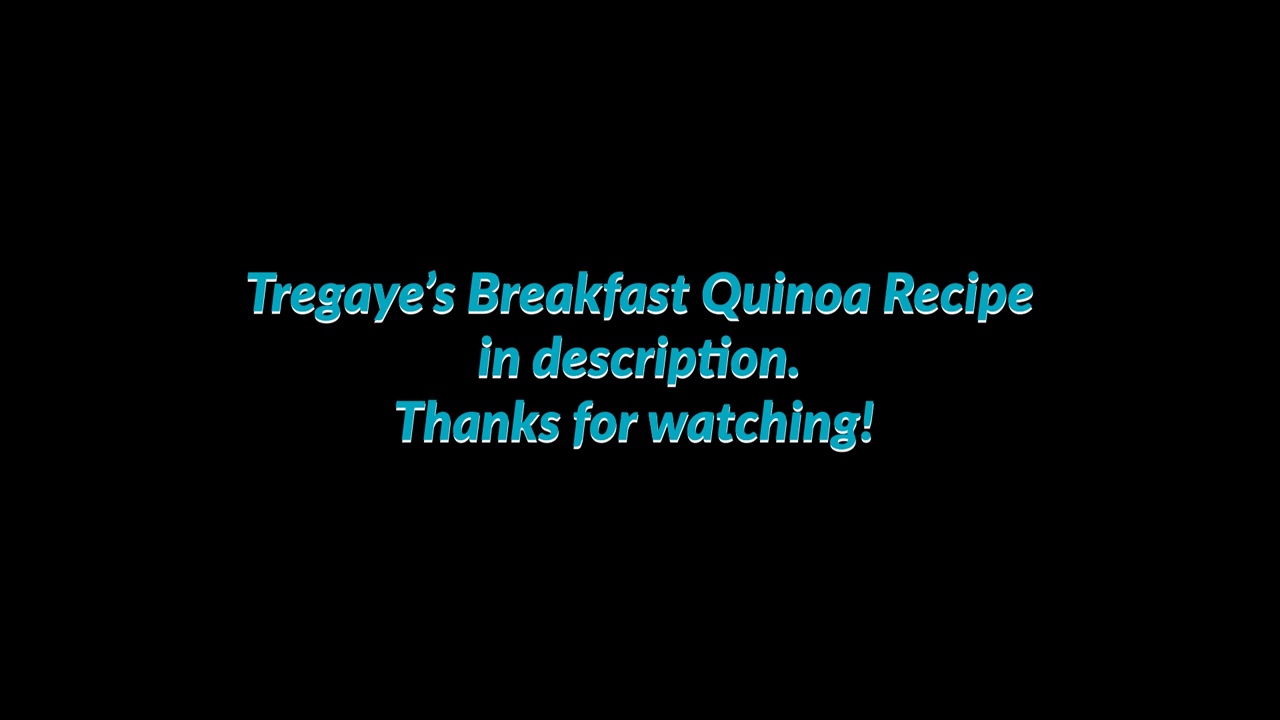 Tregaye’s Breakfast Quinoa Recipe
in description.
Thanks for watching!